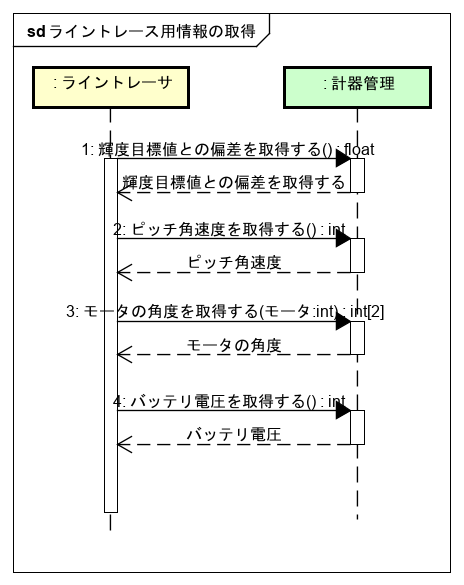 sd ライントレース用情報の取得
: ライントレーサ
: 計器管理
1: 輝度目標値との偏差を取得する() : float
輝度目標値との偏差を取得する
2: ピッチ角速度を取得する() : int
ピッチ角速度
3: モータの角度を取得する(モータ:int) : int[2]
モータの角度
4: バッテリ電圧を取得する() : int
バッテリ電圧